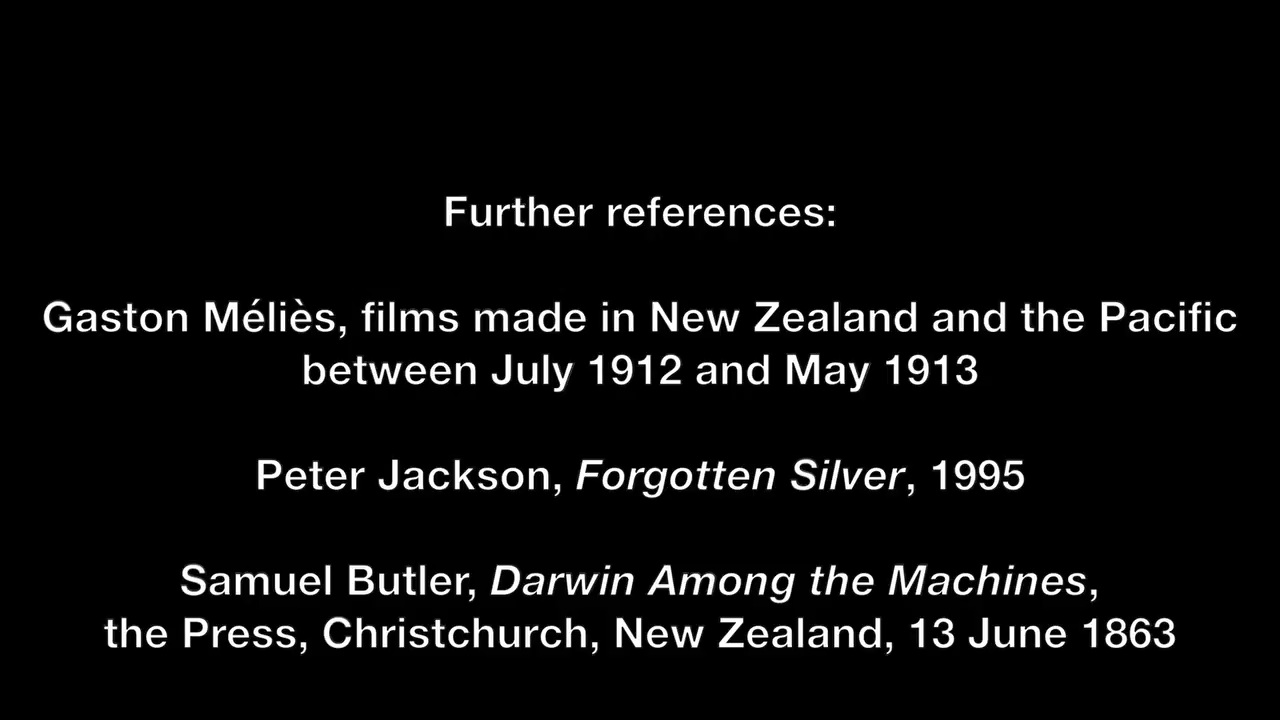 Further references:
Gaston Méliès, films made in New Zealand and the Pacific
between July 1912 and May 1913
Peter Jackson, Forgotten Silver, 1995
Samuel Butler, Darwin Among the Machines,
the Press, Christchurch, New Zealand, 13 June 1863